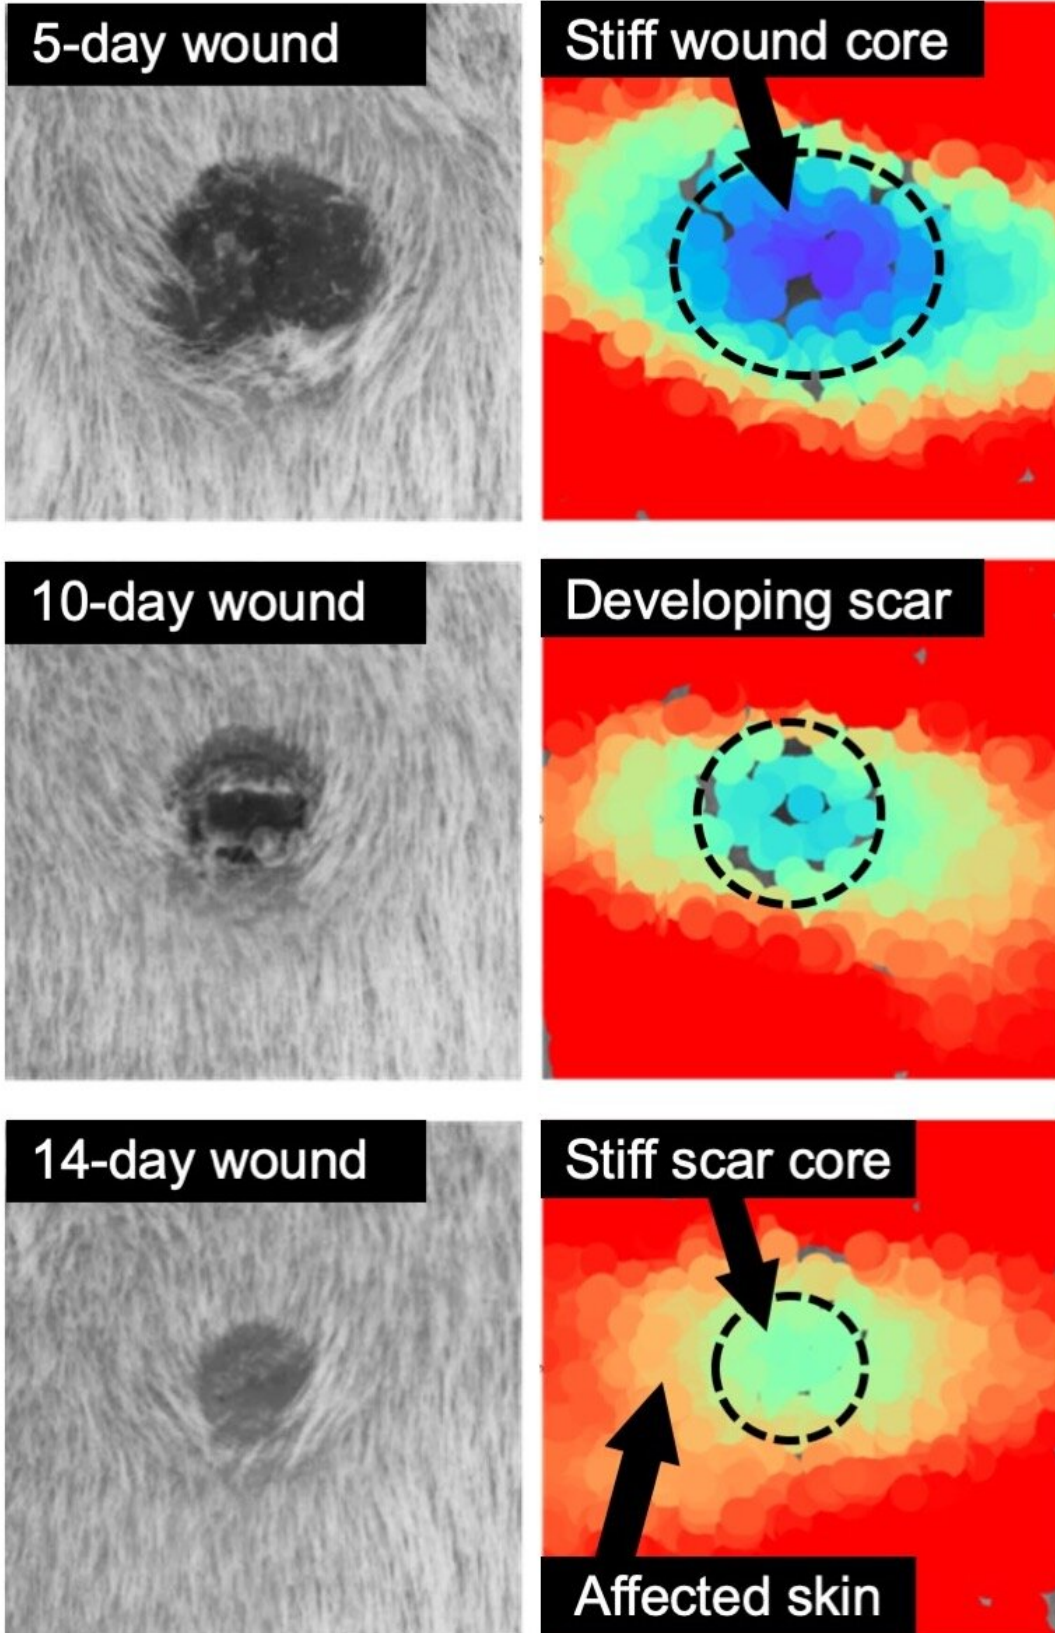 5-day wound
Stiff wound core
10-day wound
Developing scar
14-day wound
Stiff scar core
Affected skin